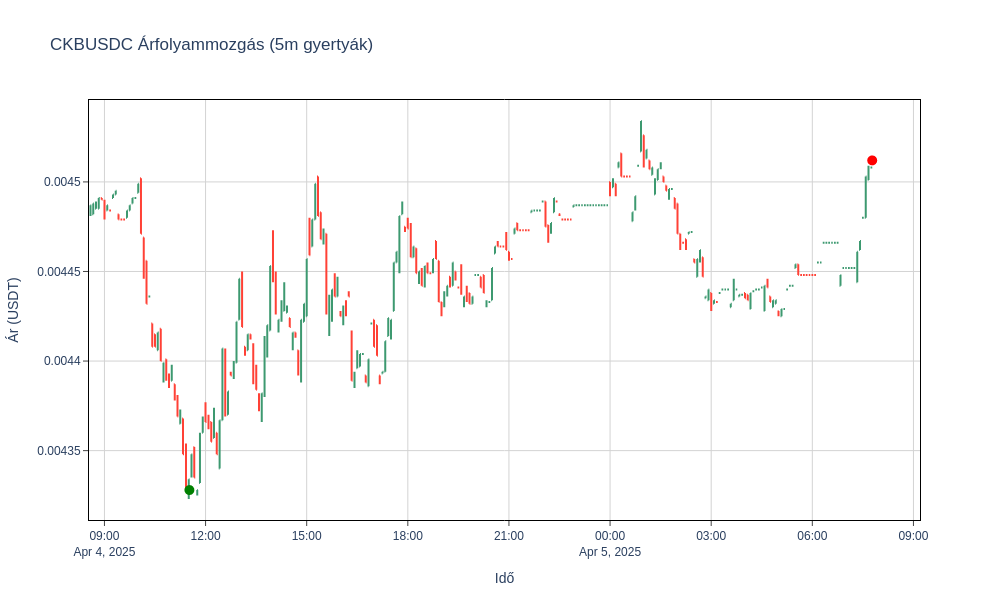 CKBUSDC Árfolyammozgás (5m gyertyák)
Ár (USDT)
0.0045
0.00445
0.0044
0.00435
09:00 12:00 15:00 18:00 21:00 00:00 03:00 06:00 09:00
Apr 4, 2025 Apr 5, 2025
Idő